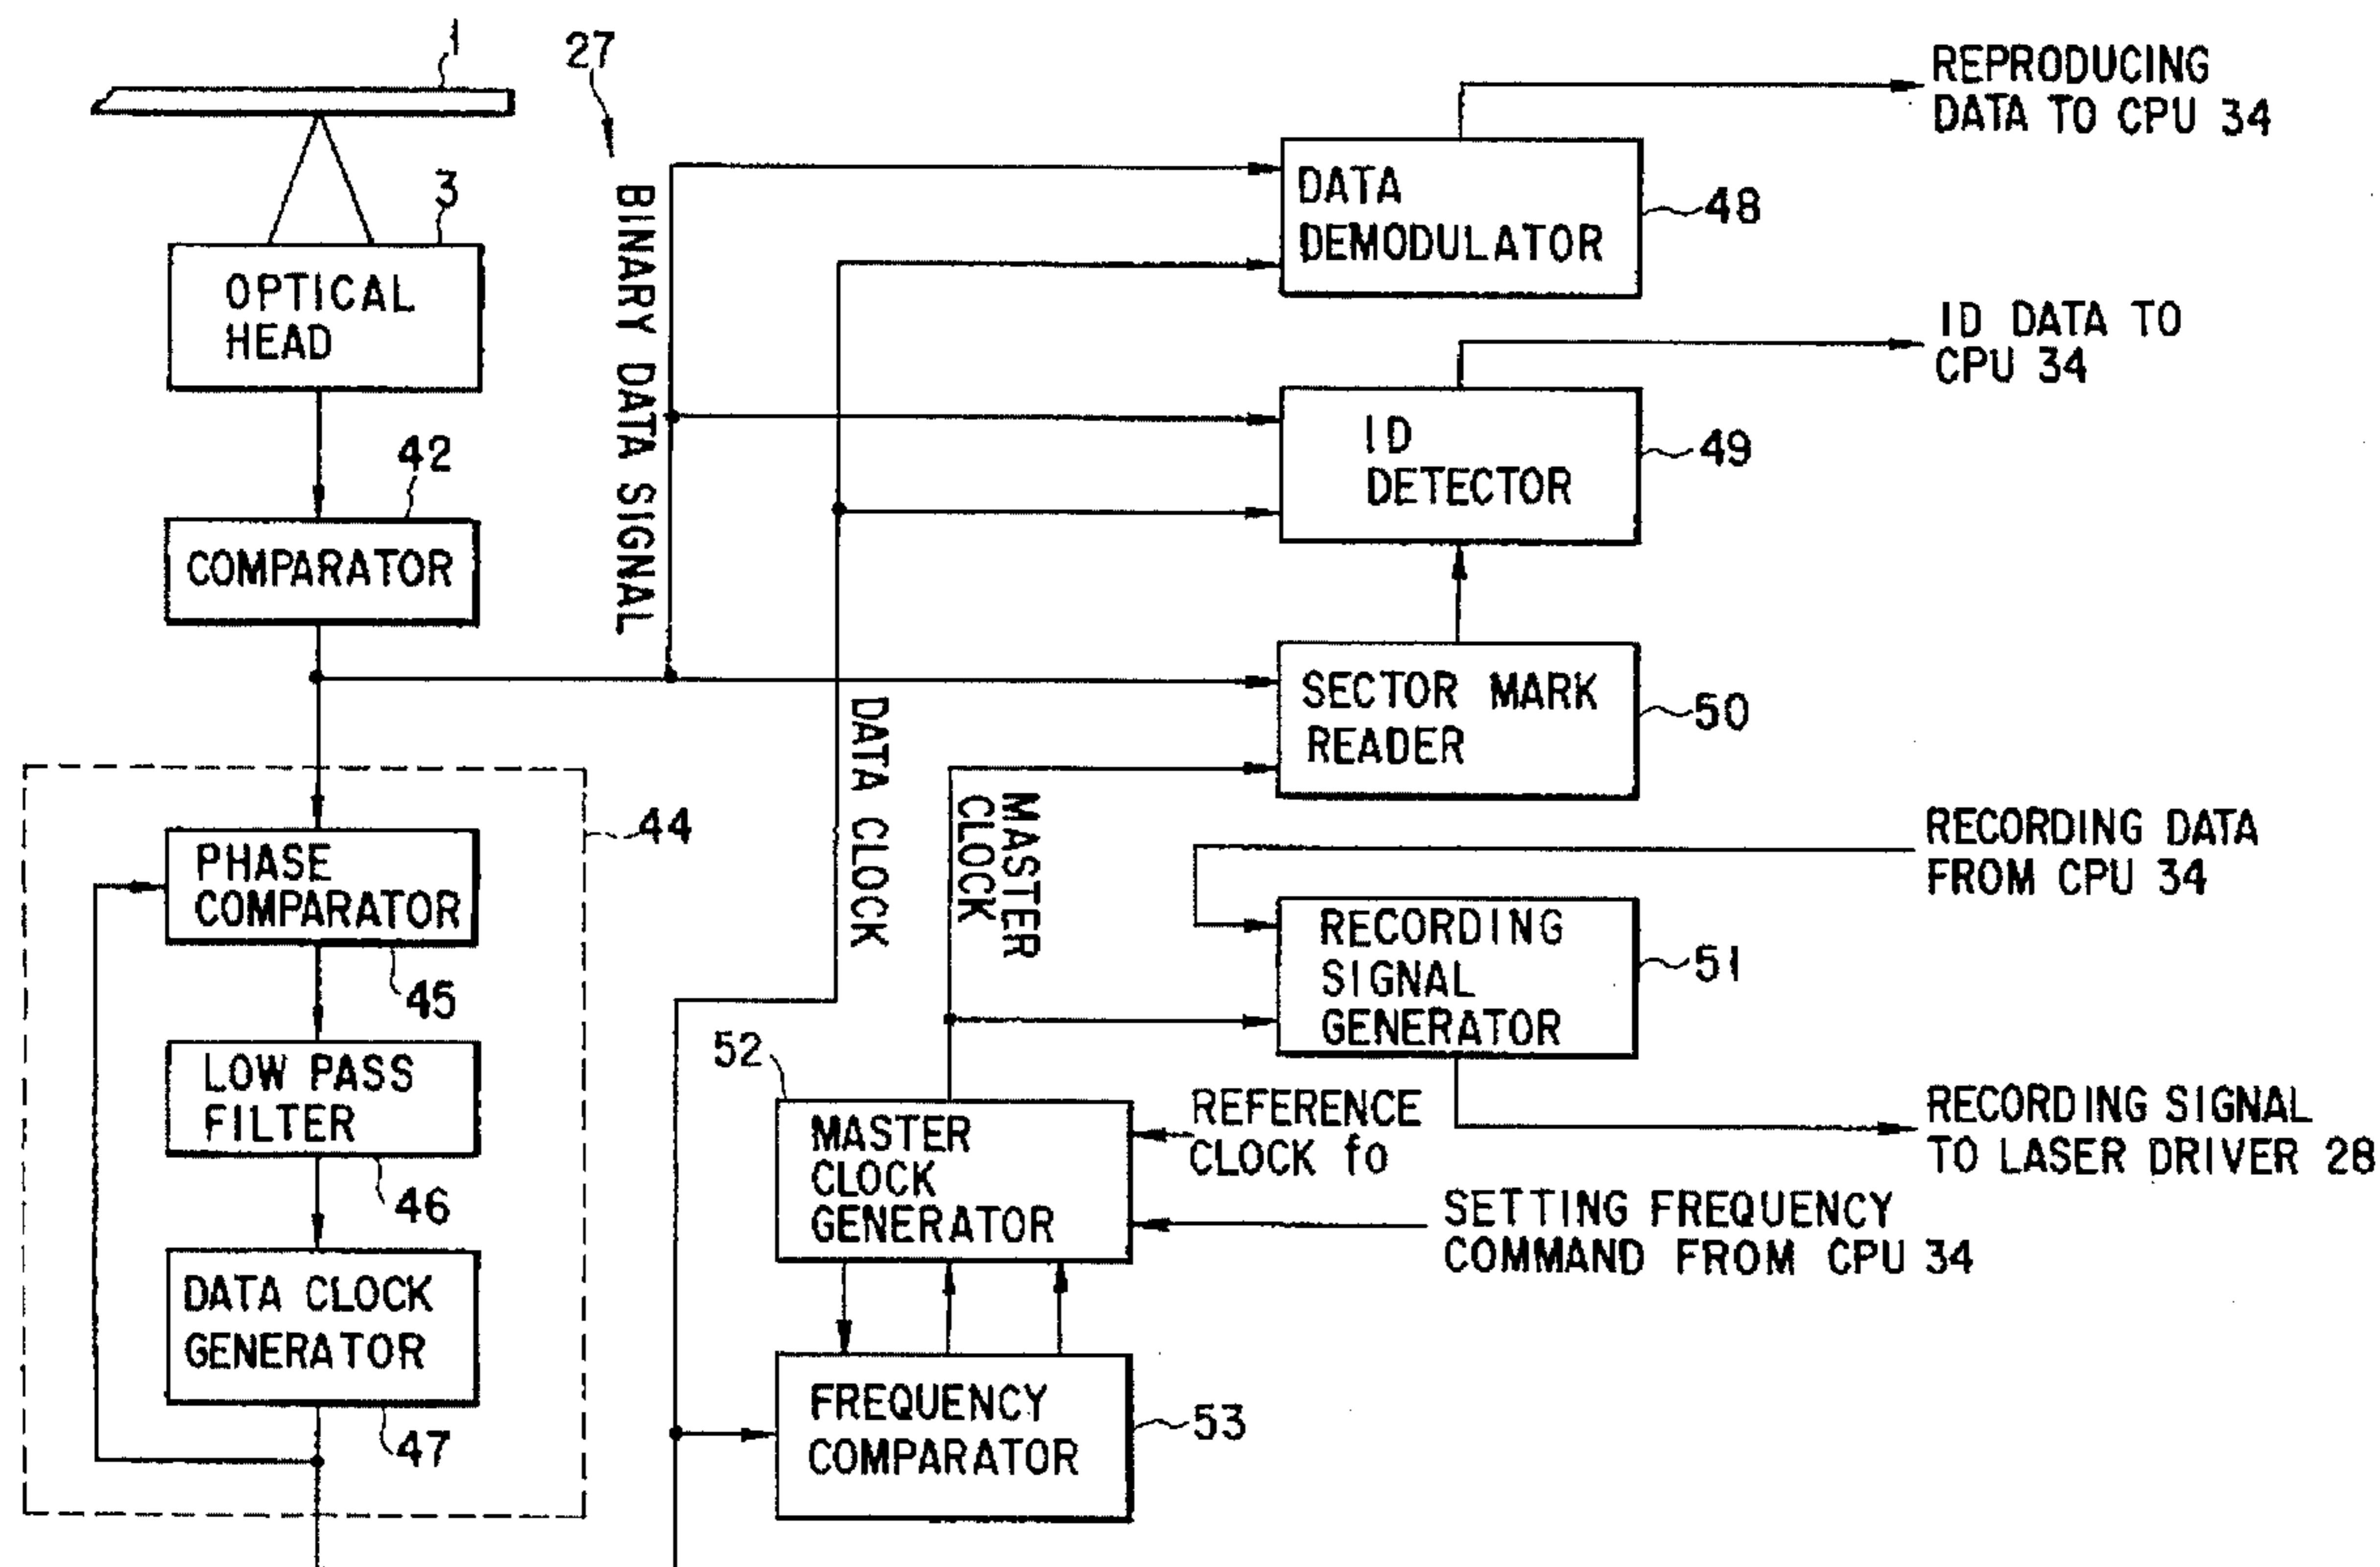 1
27
REPRODUCING
DATA TO CPU 34
3
OPTICAL
HEAD
BINARY DATA SIGNAL
DATA
DEMODULATOR
48
ID DATA TO
CPU 34
42
COMPARATOR
ID
DETECTOR
49
SECTOR MARK
READER
50
DATA CLOCK
MASTER
CLOCK
44
PHASE
COMPARATOR
45
RECORDING DATA
FROM CPU 34
RECORDING
SIGNAL
GENERATOR
51
LOW PASS
FILTER
46
52
MASTER
CLOCK
GENERATOR
REFERENCE
CLOCK fo
RECORDING SIGNAL
TO LASER DRIVER 28
SETTING FREQUENCY
COMMAND FROM CPU 34
DATA CLOCK
GENERATOR
47
FREQUENCY
COMPARATOR
53